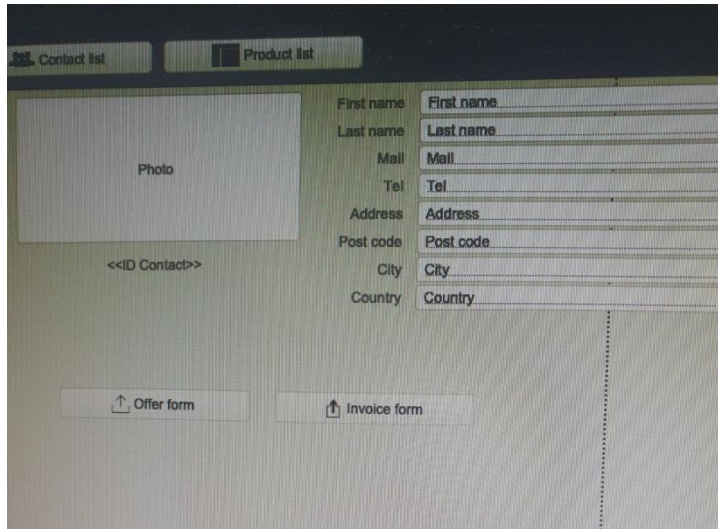 Contact list
Product list
Photo
<<ID Contact>>
First name First name
Last name Last name
Mail Mail
Tel Tel
Address Address
Post code Post code
City City
Country Country
Offer form
Invoice form